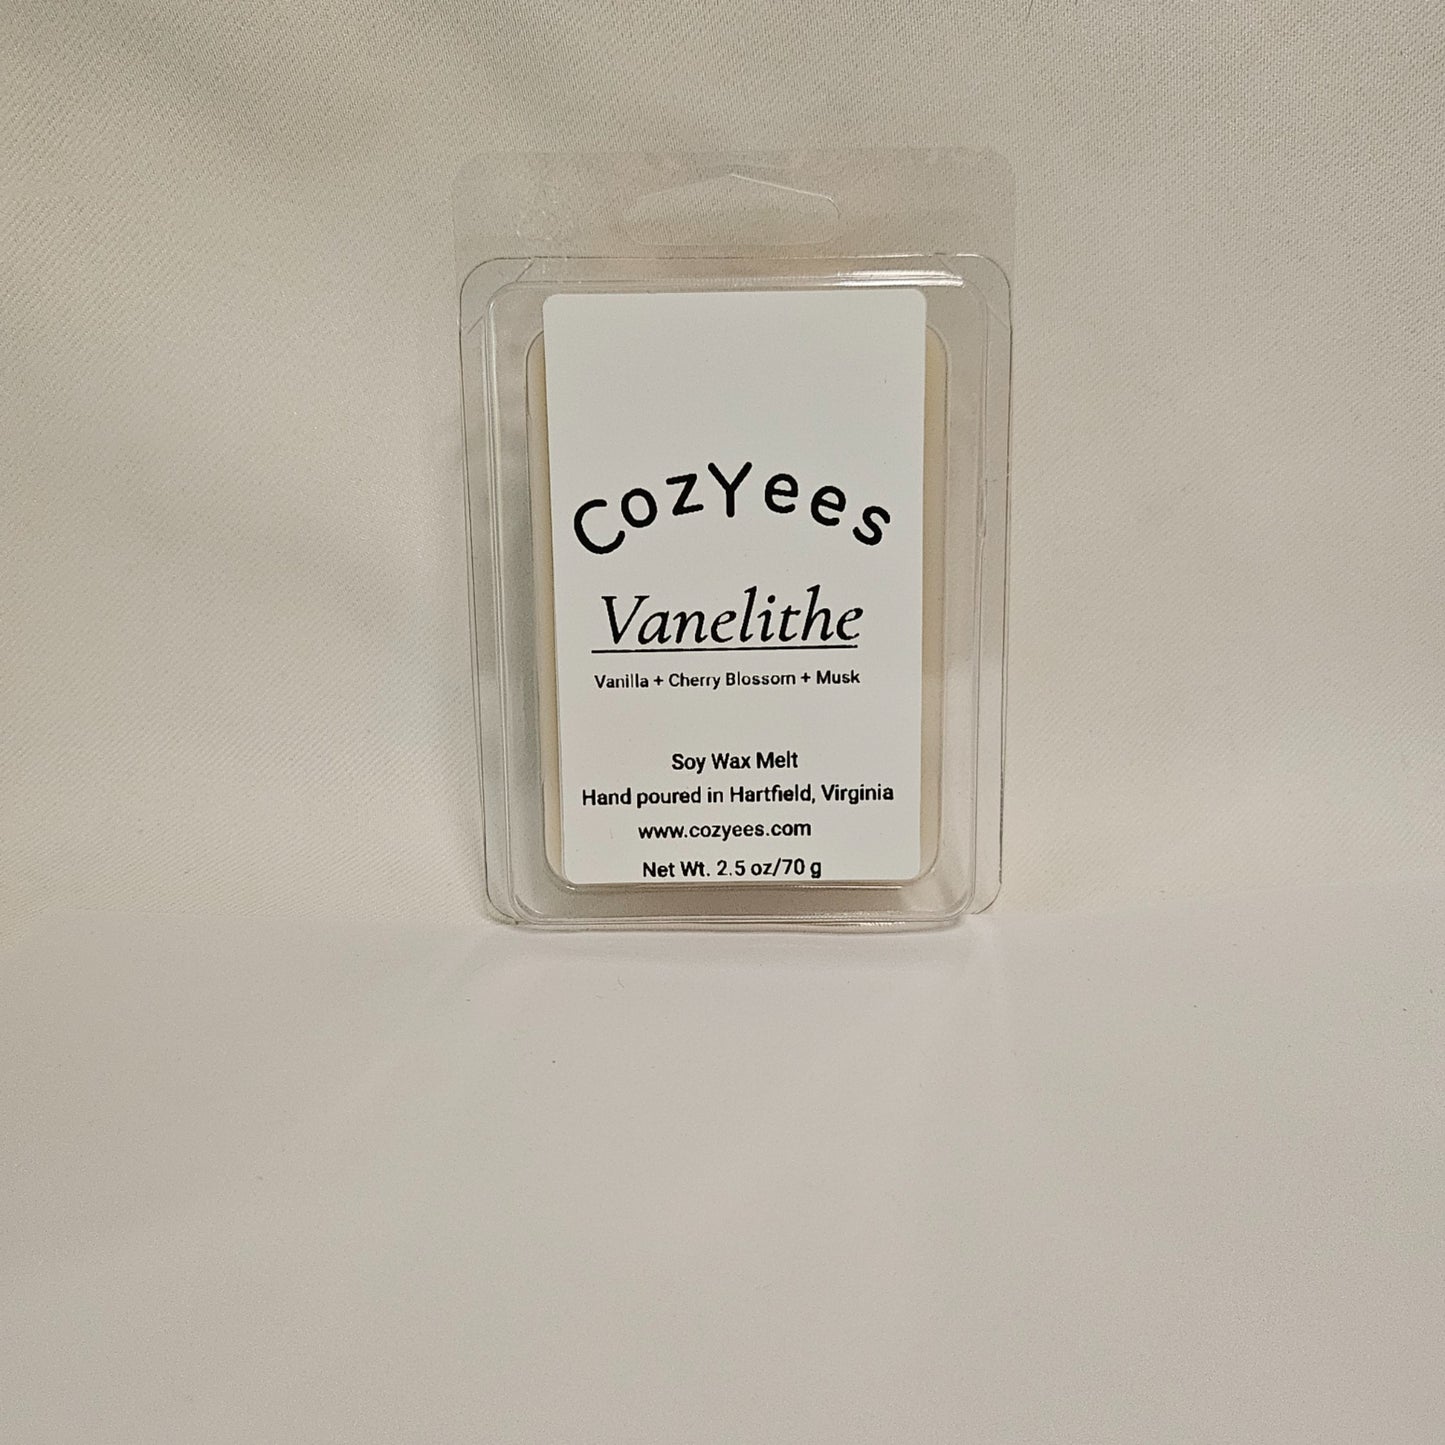 CozYees
Vanelithe
Vanilla + Cherry Blossom + Musk
Soy Wax Melt
Hand poured in Hartfield, Virginia
www.cozyees.com
Net Wt. 2.5 oz/70 g